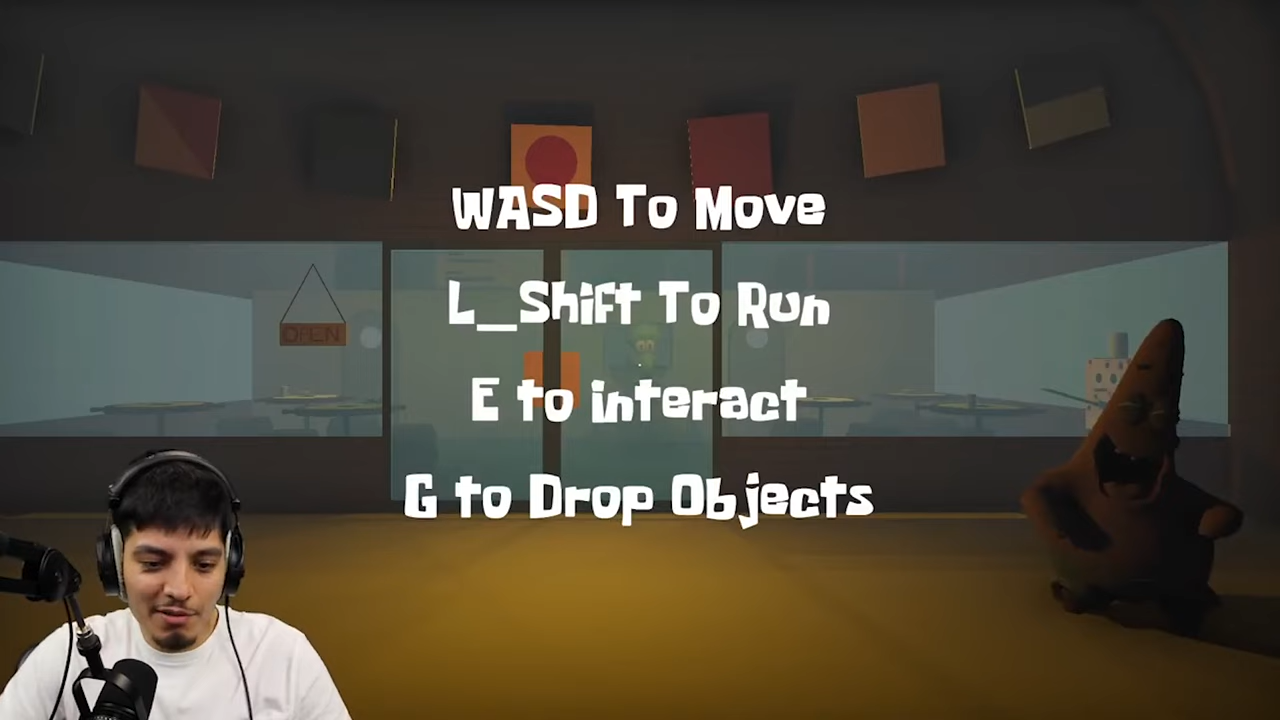 WASD To Move
OPEN
L_Shift To Run
E to interact
G to Drop Objects